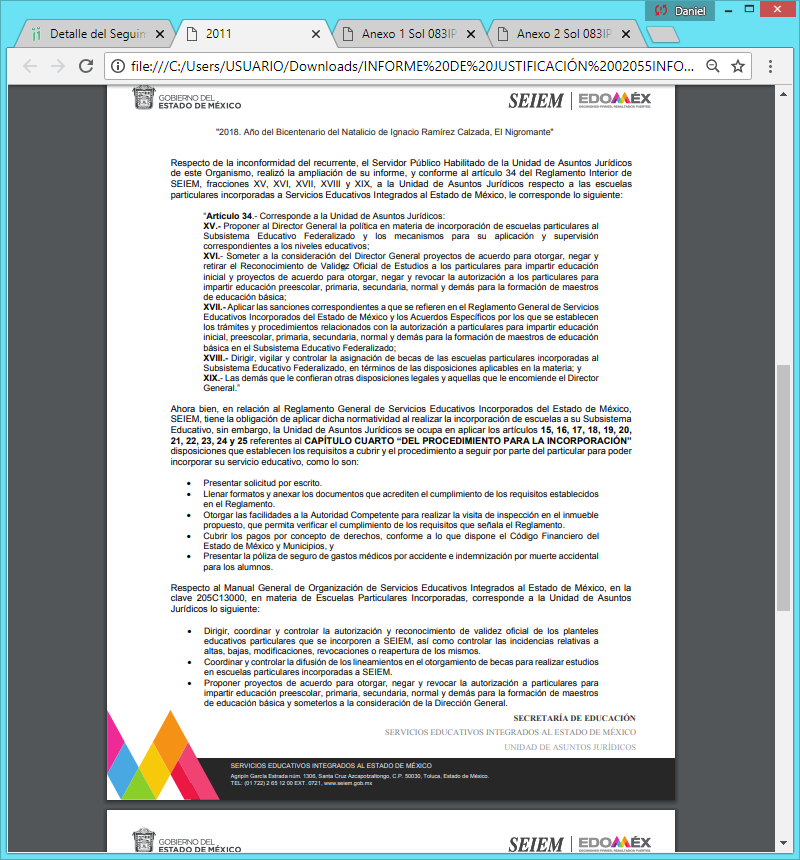 Daniel
Detalle del Seguim
2011
Anexo 1 Sol 083IP
Anexo 2 Sol 083IP
file:///C:/Users/USUARIO/Downloads/INFORME%20DE%20JUSTIFICACIÓN%2002055INFO...
GOBIERNO DEL
ESTADO DE MÉXICO
SEIEM
EDOMÉX
"2018. Año del Bicentenario del Natalicio de Ignacio Ramírez Calzada, El Nigromante"
Respecto de la inconformidad del recurrente, el Servidor Público Habilitado de la Unidad de Asuntos Jurídicos
de este Organismo, realizó la ampliación de su informe, y conforme al artículo 34 del Reglamento Interior de
SEIEM, fracciones XV, XVI, XVII, XVIII y XIX, a la Unidad de Asuntos Jurídicos respecto a las escuelas
particulares incorporadas a Servicios Educativos Integrados al Estado de México, le corresponde lo siguiente:
"Artículo 34.- Corresponde a la Unidad de Asuntos Jurídicos:
XV.- Proponer al Director General la política en materia de incorporación de escuelas particulares al
Subsistema Educativo Federalizado y los mecanismos para su aplicación y supervisión
correspondientes a los niveles educativos;
XVI.- Someter a la consideración del Director General proyectos de acuerdo para otorgar, negar y
retirar el Reconocimiento de Validez Oficial de Estudios a los particulares para impartir educación
inicial y proyectos de acuerdo para otorgar, negar y revocar la autorización a los particulares para
impartir educación preescolar, primaria, secundaria, normal y demás para la formación de maestros
de educación básica;
XVII.- Aplicar las sanciones correspondientes a que se refieren en el Reglamento General de Servicios
Educativos Incorporados del Estado de México y los Acuerdos Específicos por los que se establecen
los trámites y procedimientos relacionados con la autorización a particulares para impartir educación
inicial, preescolar, primaria, secundaria, normal y demás para la formación de maestros de educación
básica en el Subsistema Educativo Federalizado;
XVIII.- Dirigir, vigilar y controlar la asignación de becas de las escuelas particulares incorporadas al
Subsistema Educativo Federalizado, en términos de las disposiciones aplicables en la materia; y
XIX.- Las demás que le confieran otras disposiciones legales y aquellas que le encomiende el Director
General."
Ahora bien, en relación al Reglamento General de Servicios Educativos Incorporados del Estado de México,
SEIEM, tiene la obligación de aplicar dicha normatividad al realizar la incorporación de escuelas a su Subsistema
Educativo, sin embargo, la Unidad de Asuntos Jurídicos se ocupa en aplicar los artículos 15, 16, 17, 18, 19, 20,
21, 22, 23, 24 y 25 referentes al CAPÍTULO CUARTO "DEL PROCEDIMIENTO PARA LA INCORPORACIÓN"
disposiciones que establecen los requisitos a cubrir y el procedimiento a seguir por parte del particular para poder
incorporar su servicio educativo, como lo son:
• Presentar solicitud por escrito.
• Llenar formatos y anexar los documentos que acrediten el cumplimiento de los requisitos establecidos
en el Reglamento.
• Otorgar las facilidades a la Autoridad Competente para realizar la visita de inspección en el inmueble
propuesto, que permita verificar el cumplimiento de los requisitos que señala el Reglamento.
• Cubrir los pagos por concepto de derechos, conforme a lo que dispone el Código Financiero del
Estado de México y Municipios, y
• Presentar la póliza de seguro de gastos médicos por accidente e indemnización por muerte accidental
para los alumnos.
Respecto al Manual General de Organización de Servicios Educativos Integrados al Estado de México, en la
clave 205C13000, en materia de Escuelas Particulares Incorporadas, corresponde a la Unidad de Asuntos
Jurídicos lo siguiente:
• Dirigir, coordinar y controlar la autorización y reconocimiento de validez oficial de los planteles
educativos particulares que se incorporen a SEIEM, así como controlar las incidencias relativas a
altas, bajas, modificaciones, revocaciones o reapertura de los mismos.
• Coordinar y controlar la difusión de los lineamientos en el otorgamiento de becas para realizar estudios
en escuelas particulares incorporadas a SEIEM.
• Proponer proyectos de acuerdo para otorgar, negar y revocar la autorización a particulares para
impartir educación preescolar, primaria, secundaria, normal y demás para la formación de maestros
de educación básica y someterlos a la consideración de la Dirección General.
SECRETARÍA DE EDUCACIÓN
SERVICIOS EDUCATIVOS INTEGRADOS AL ESTADO DE MÉXICO
UNIDAD DE ASUNTOS JURÍDICOS
SERVICIOS EDUCATIVOS INTEGRADOS AL ESTADO DE MÉXICO
Agripín García Estrada núm. 1306, Santa Cruz Azcapotzaltongo, C.P. 50030, Toluca, Estado de México.
TEL: (01 722) 2 65 12 00 EXT. 0721, www.seiem.gob.mx
GOBIERNO DEL
ESTADO DE MÉXICO
SEIEM
EDOMÉX